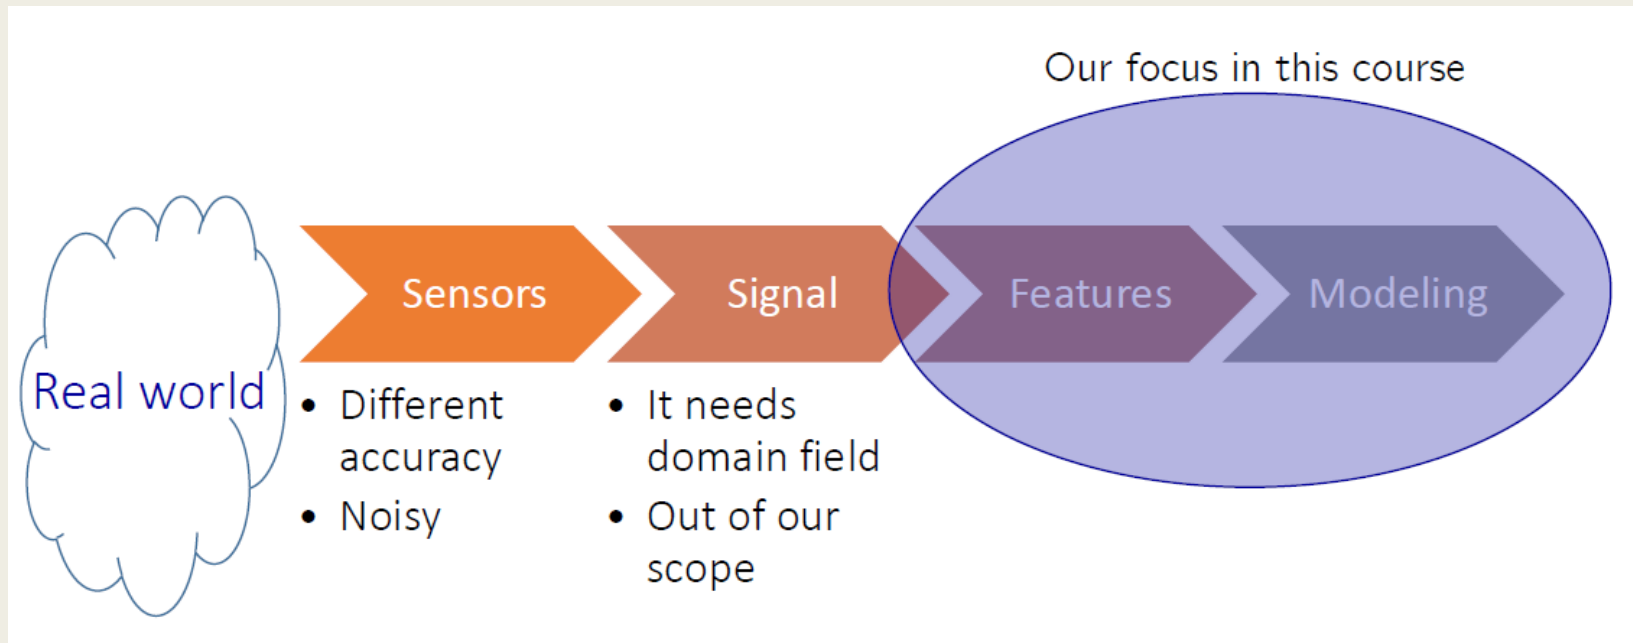 Our focus in this course
Sensors
Signal
Features
Modeling
Real world
• Different
accuracy
• Noisy
• It needs
domain field
• Out of our
scope